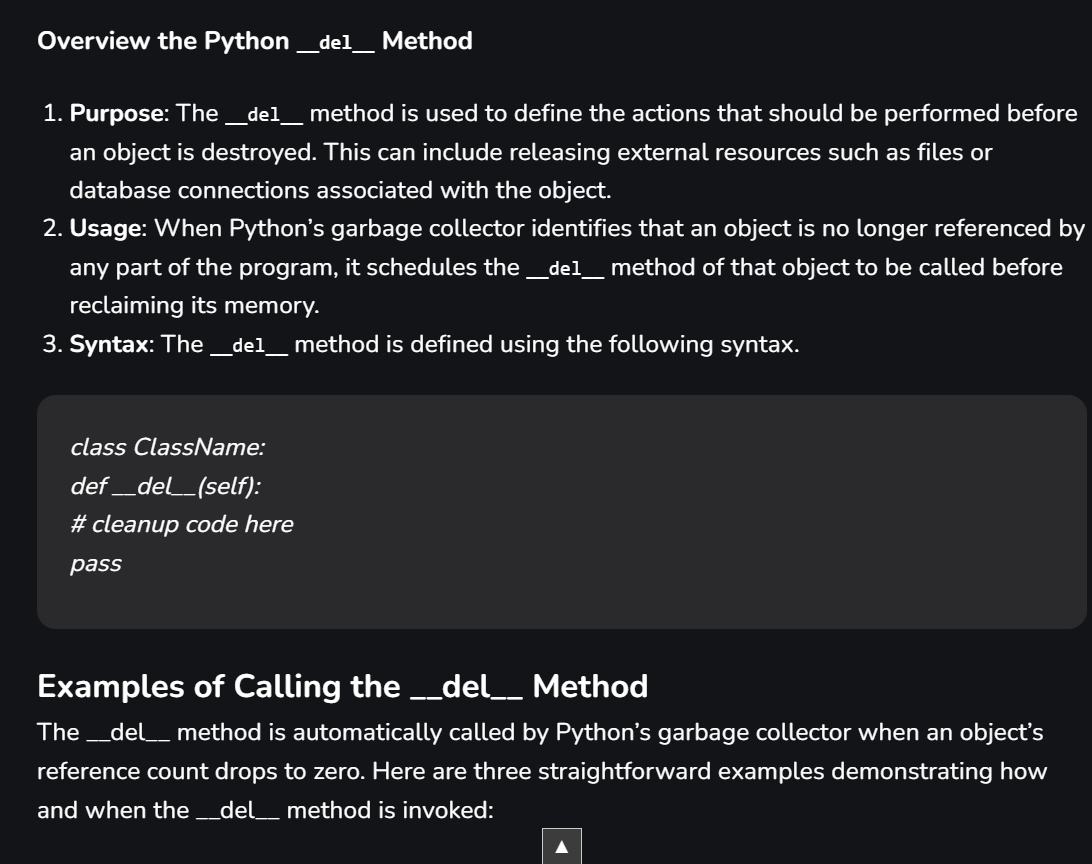 Overview the Python __del__ Method
1. Purpose: The __del__ method is used to define the actions that should be performed before
an object is destroyed. This can include releasing external resources such as files or
database connections associated with the object.
2. Usage: When Python’s garbage collector identifies that an object is no longer referenced by
any part of the program, it schedules the __del__ method of that object to be called before
reclaiming its memory.
3. Syntax: The __del__ method is defined using the following syntax.
class ClassName:
def __del__(self):
# cleanup code here
pass
Examples of Calling the __del__ Method
The __del__ method is automatically called by Python’s garbage collector when an object’s
reference count drops to zero. Here are three straightforward examples demonstrating how
and when the __del__ method is invoked: